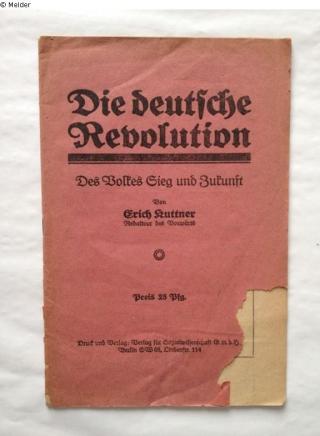 © Melder
Die deutsche
Revolution
Des Volkes Sieg und Zukunft
Von
Erich Kuttner
Redakteur des Vorwärts
Preis 25 Pfg.
Druck und Verlag: Verlag für Sozialwissenschaft G. m. b. H.
Berlin SW 68, Lindenstr. 114